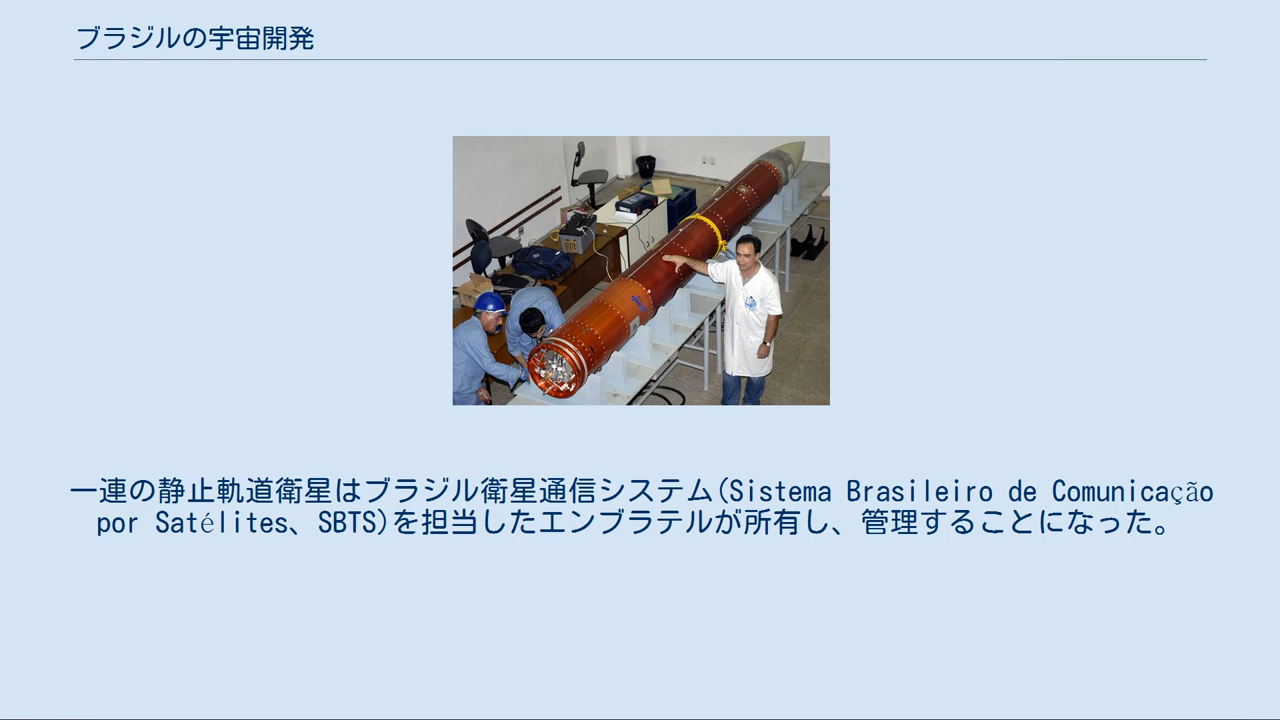 ブラジルの宇宙開発
一連の静止軌道衛星はブラジル衛星通信システム(Sistema Brasileiro de Comunicação
por Satélites、SBTS)を担当したエンブラテルが所有し、管理することになった。